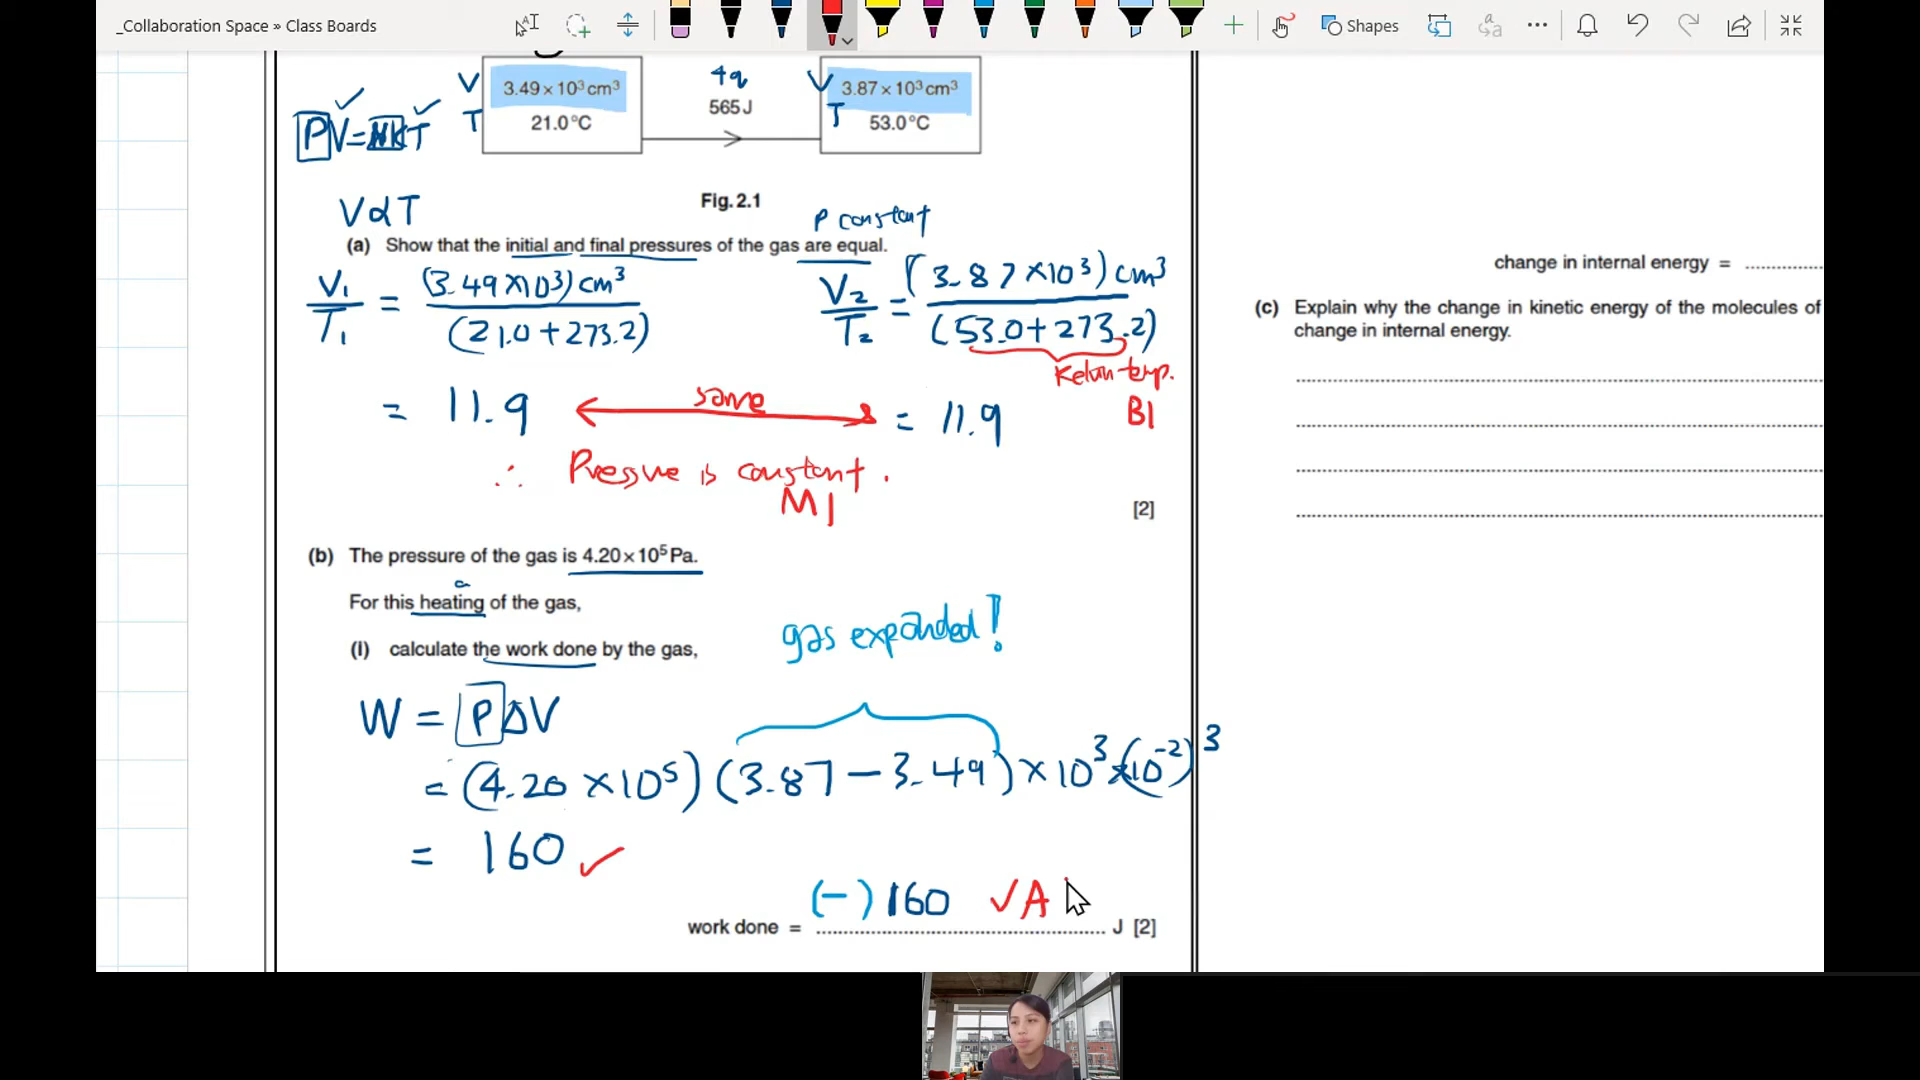 _Collaboration Space » Class Boards
Shapes
V 3.49 × 10³ cm³
T 21.0 °C
+q
565 J
V 3.87 × 10³ cm³
T 53.0 °C
PV = NkT
Fig. 2.1
V ∝ T
P constant
(a) Show that the initial and final pressures of the gas are equal.
V₁/T₁ = (3.49×10³) cm³ / (21.0+273.2)
V₂/T₂ = (3.87×10³) cm³ / (53.0+273.2)
Kelvin temp.
B1
= 11.9
same
= 11.9
∴ Pressure is constant.
M1
[2]
(b) The pressure of the gas is 4.20 × 10⁵ Pa.
For this heating of the gas,
gas expanded!
(i) calculate the work done by the gas,
W = PΔV
= (4.20 ×10⁵) (3.87 – 3.49) ×10³ × (10⁻²)³
= 160 ✓
(−) 160 ✓A
work done = .......... J [2]
change in internal energy = ..........
(c) Explain why the change in kinetic energy of the molecules of
change in internal energy.